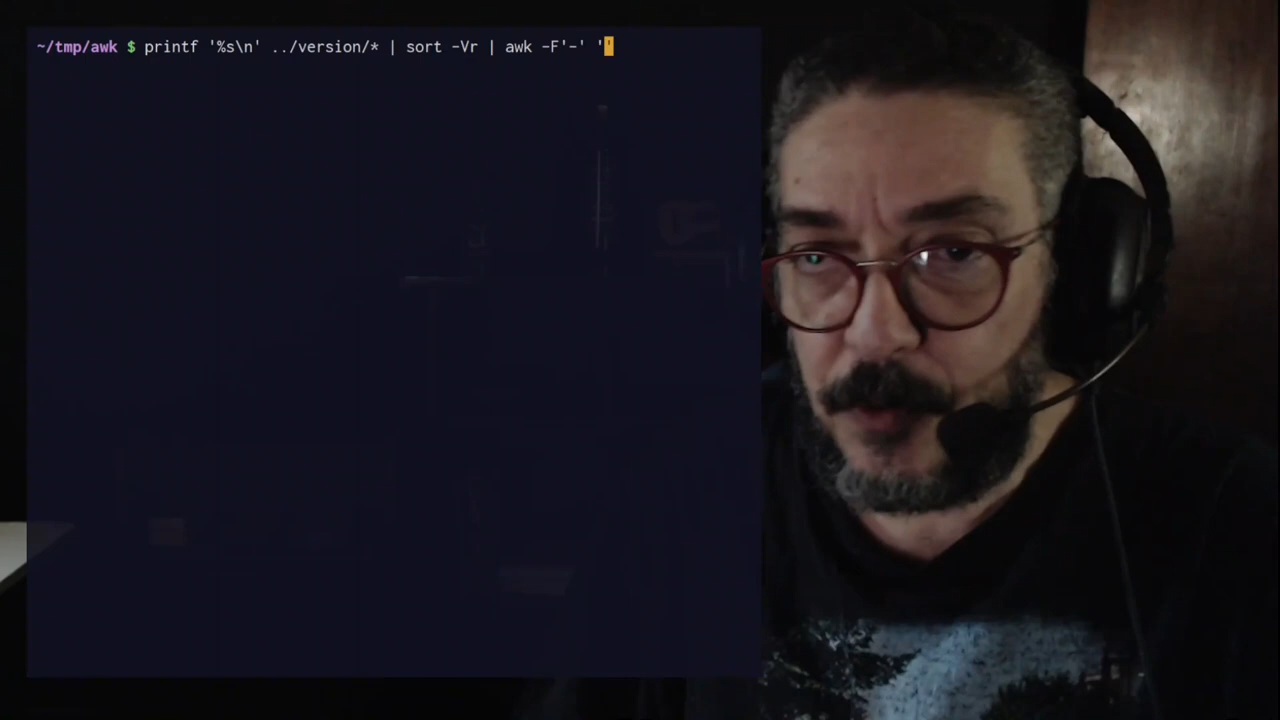 ~/tmp/awk $ printf '%s\n' ../version/* | sort -Vr | awk -F'-' ''